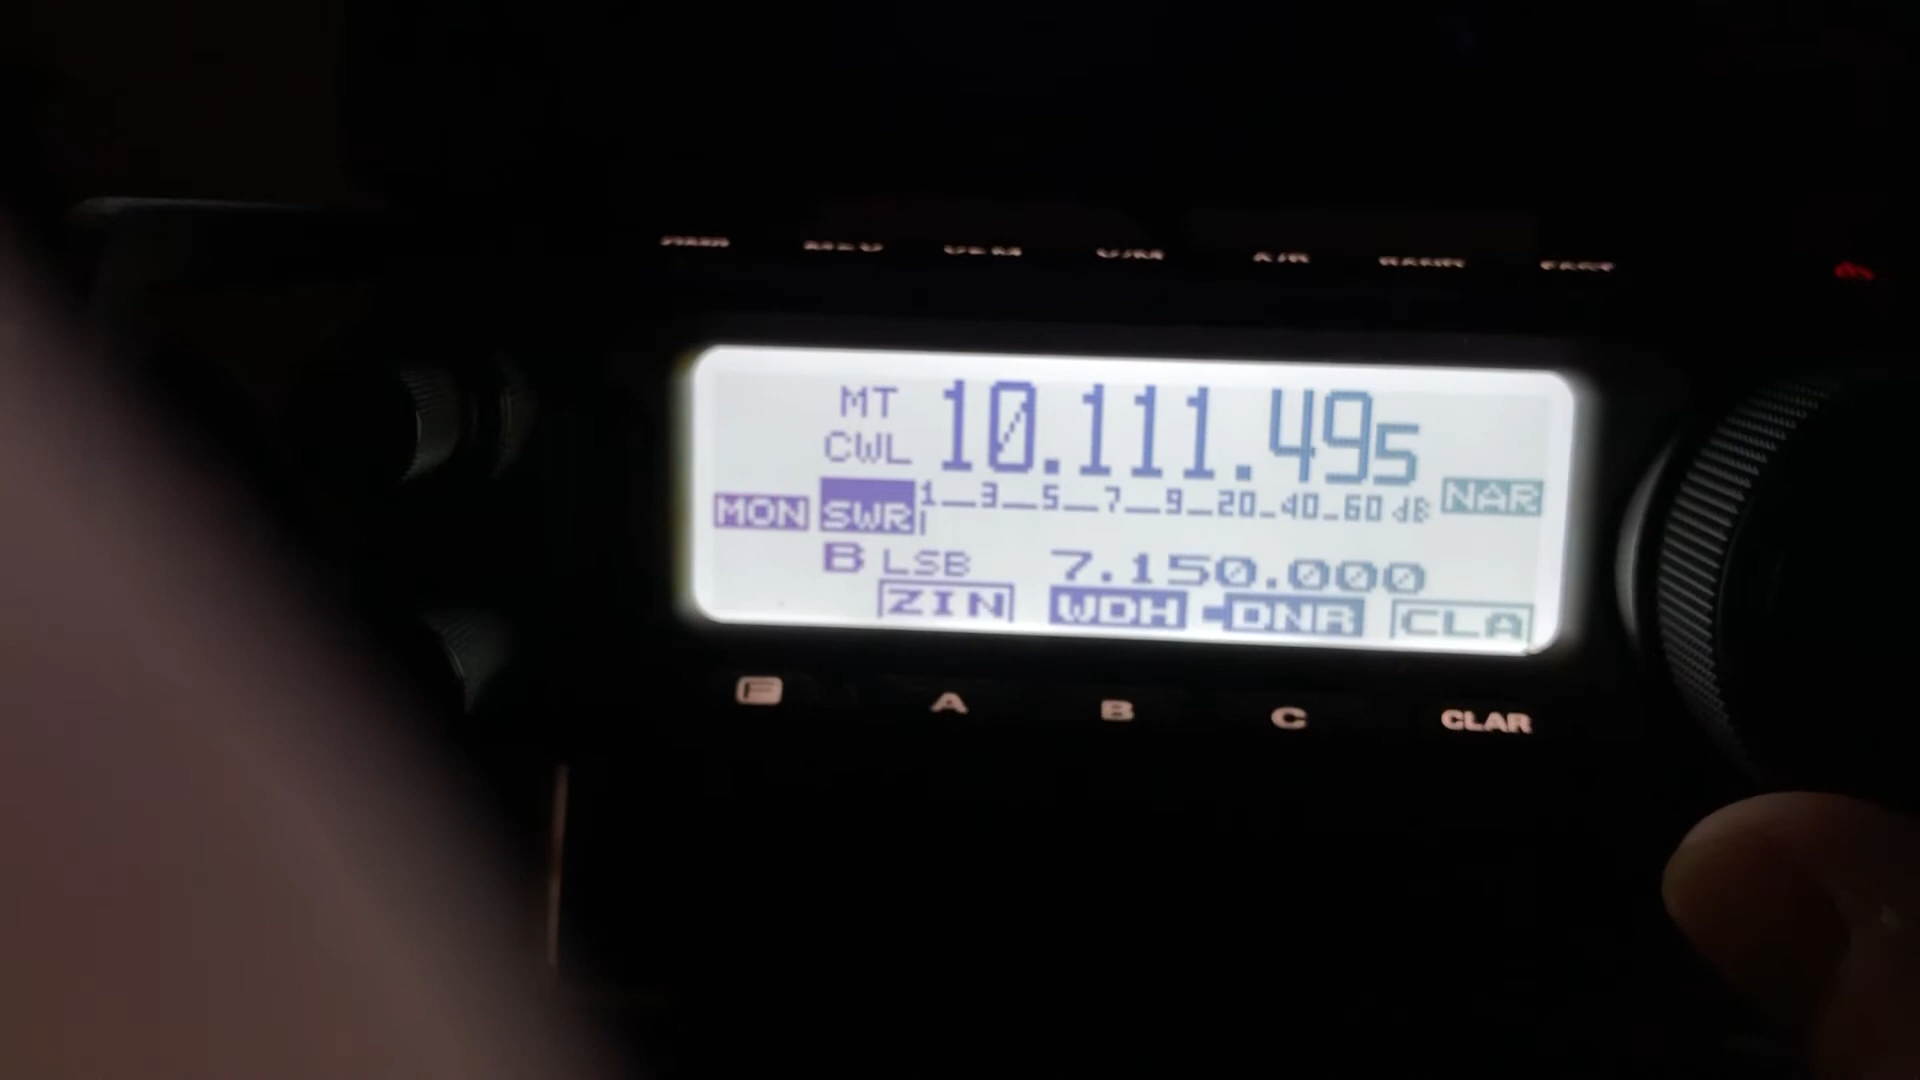 MT 10.111.495
CWL
MON SWR 1 3 5 7 9 20 40 60 dB NAR
B LSB 7.150.000
ZIN WDH DNR CLA
F A B C CLAR